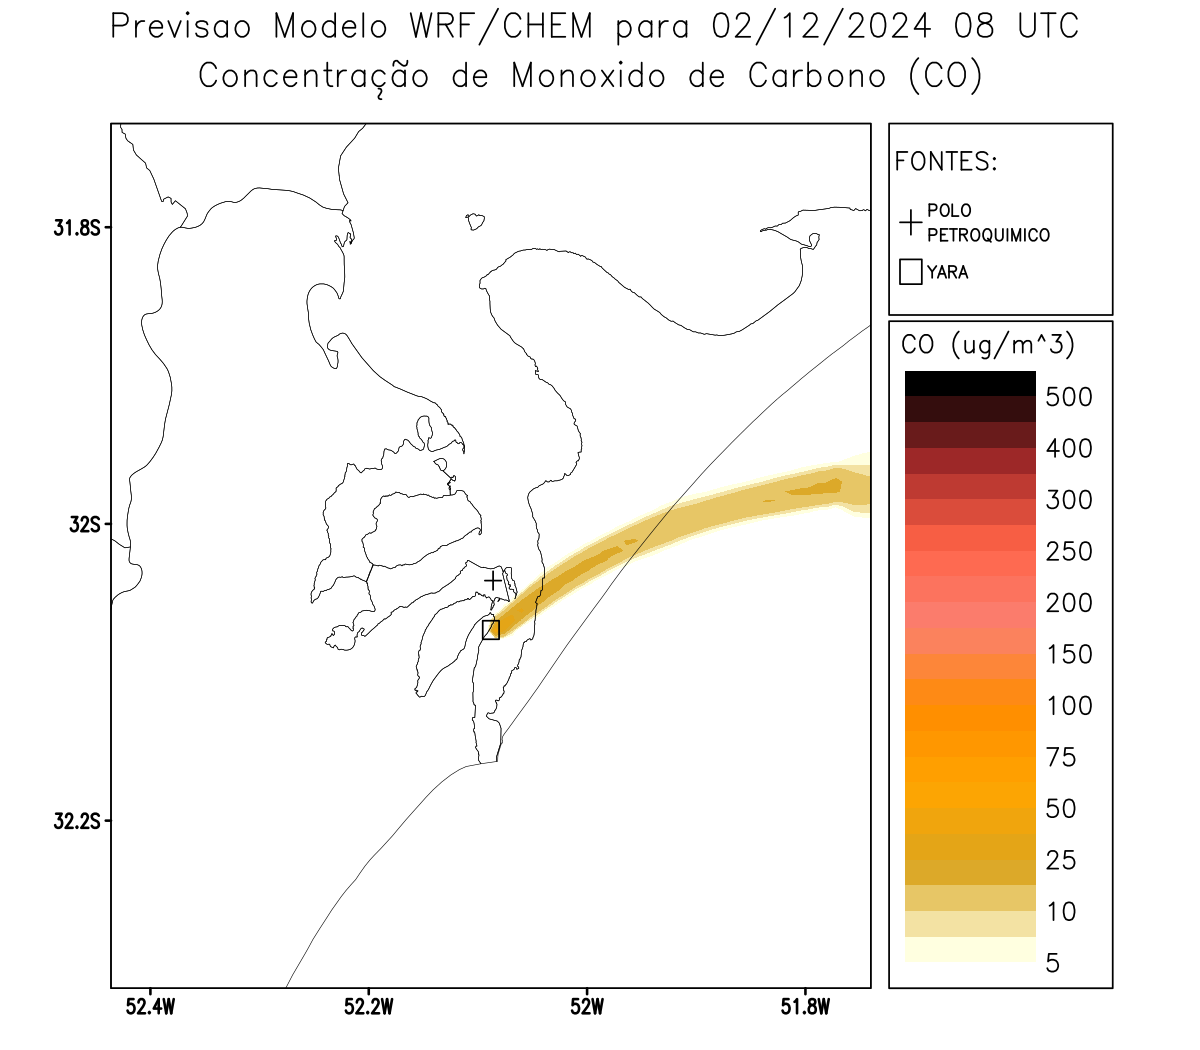 Previsao Modelo WRF/CHEM para 02/12/2024 08 UTC
Concentração de Monoxido de Carbono (CO)
FONTES:
POLO
PETROQUIMICO
YARA
CO (ug/m^3)
500
400
300
250
200
150
100
75
50
25
10
5
31.8S
32S
32.2S
52.4W
52.2W
52W
51.8W